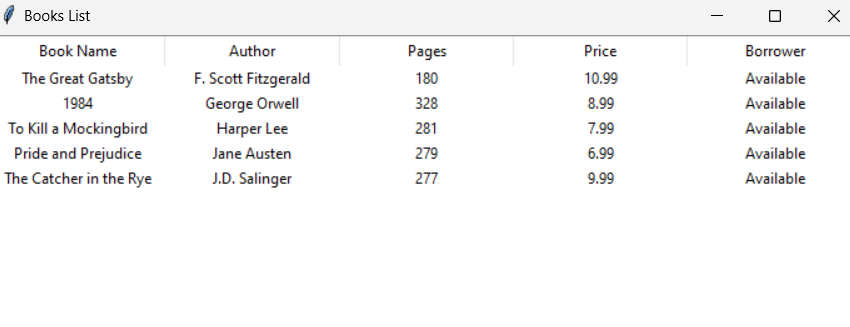 Books List
Book Name Author Pages Price Borrower
The Great Gatsby F. Scott Fitzgerald 180 10.99 Available
1984 George Orwell 328 8.99 Available
To Kill a Mockingbird Harper Lee 281 7.99 Available
Pride and Prejudice Jane Austen 279 6.99 Available
The Catcher in the Rye J.D. Salinger 277 9.99 Available